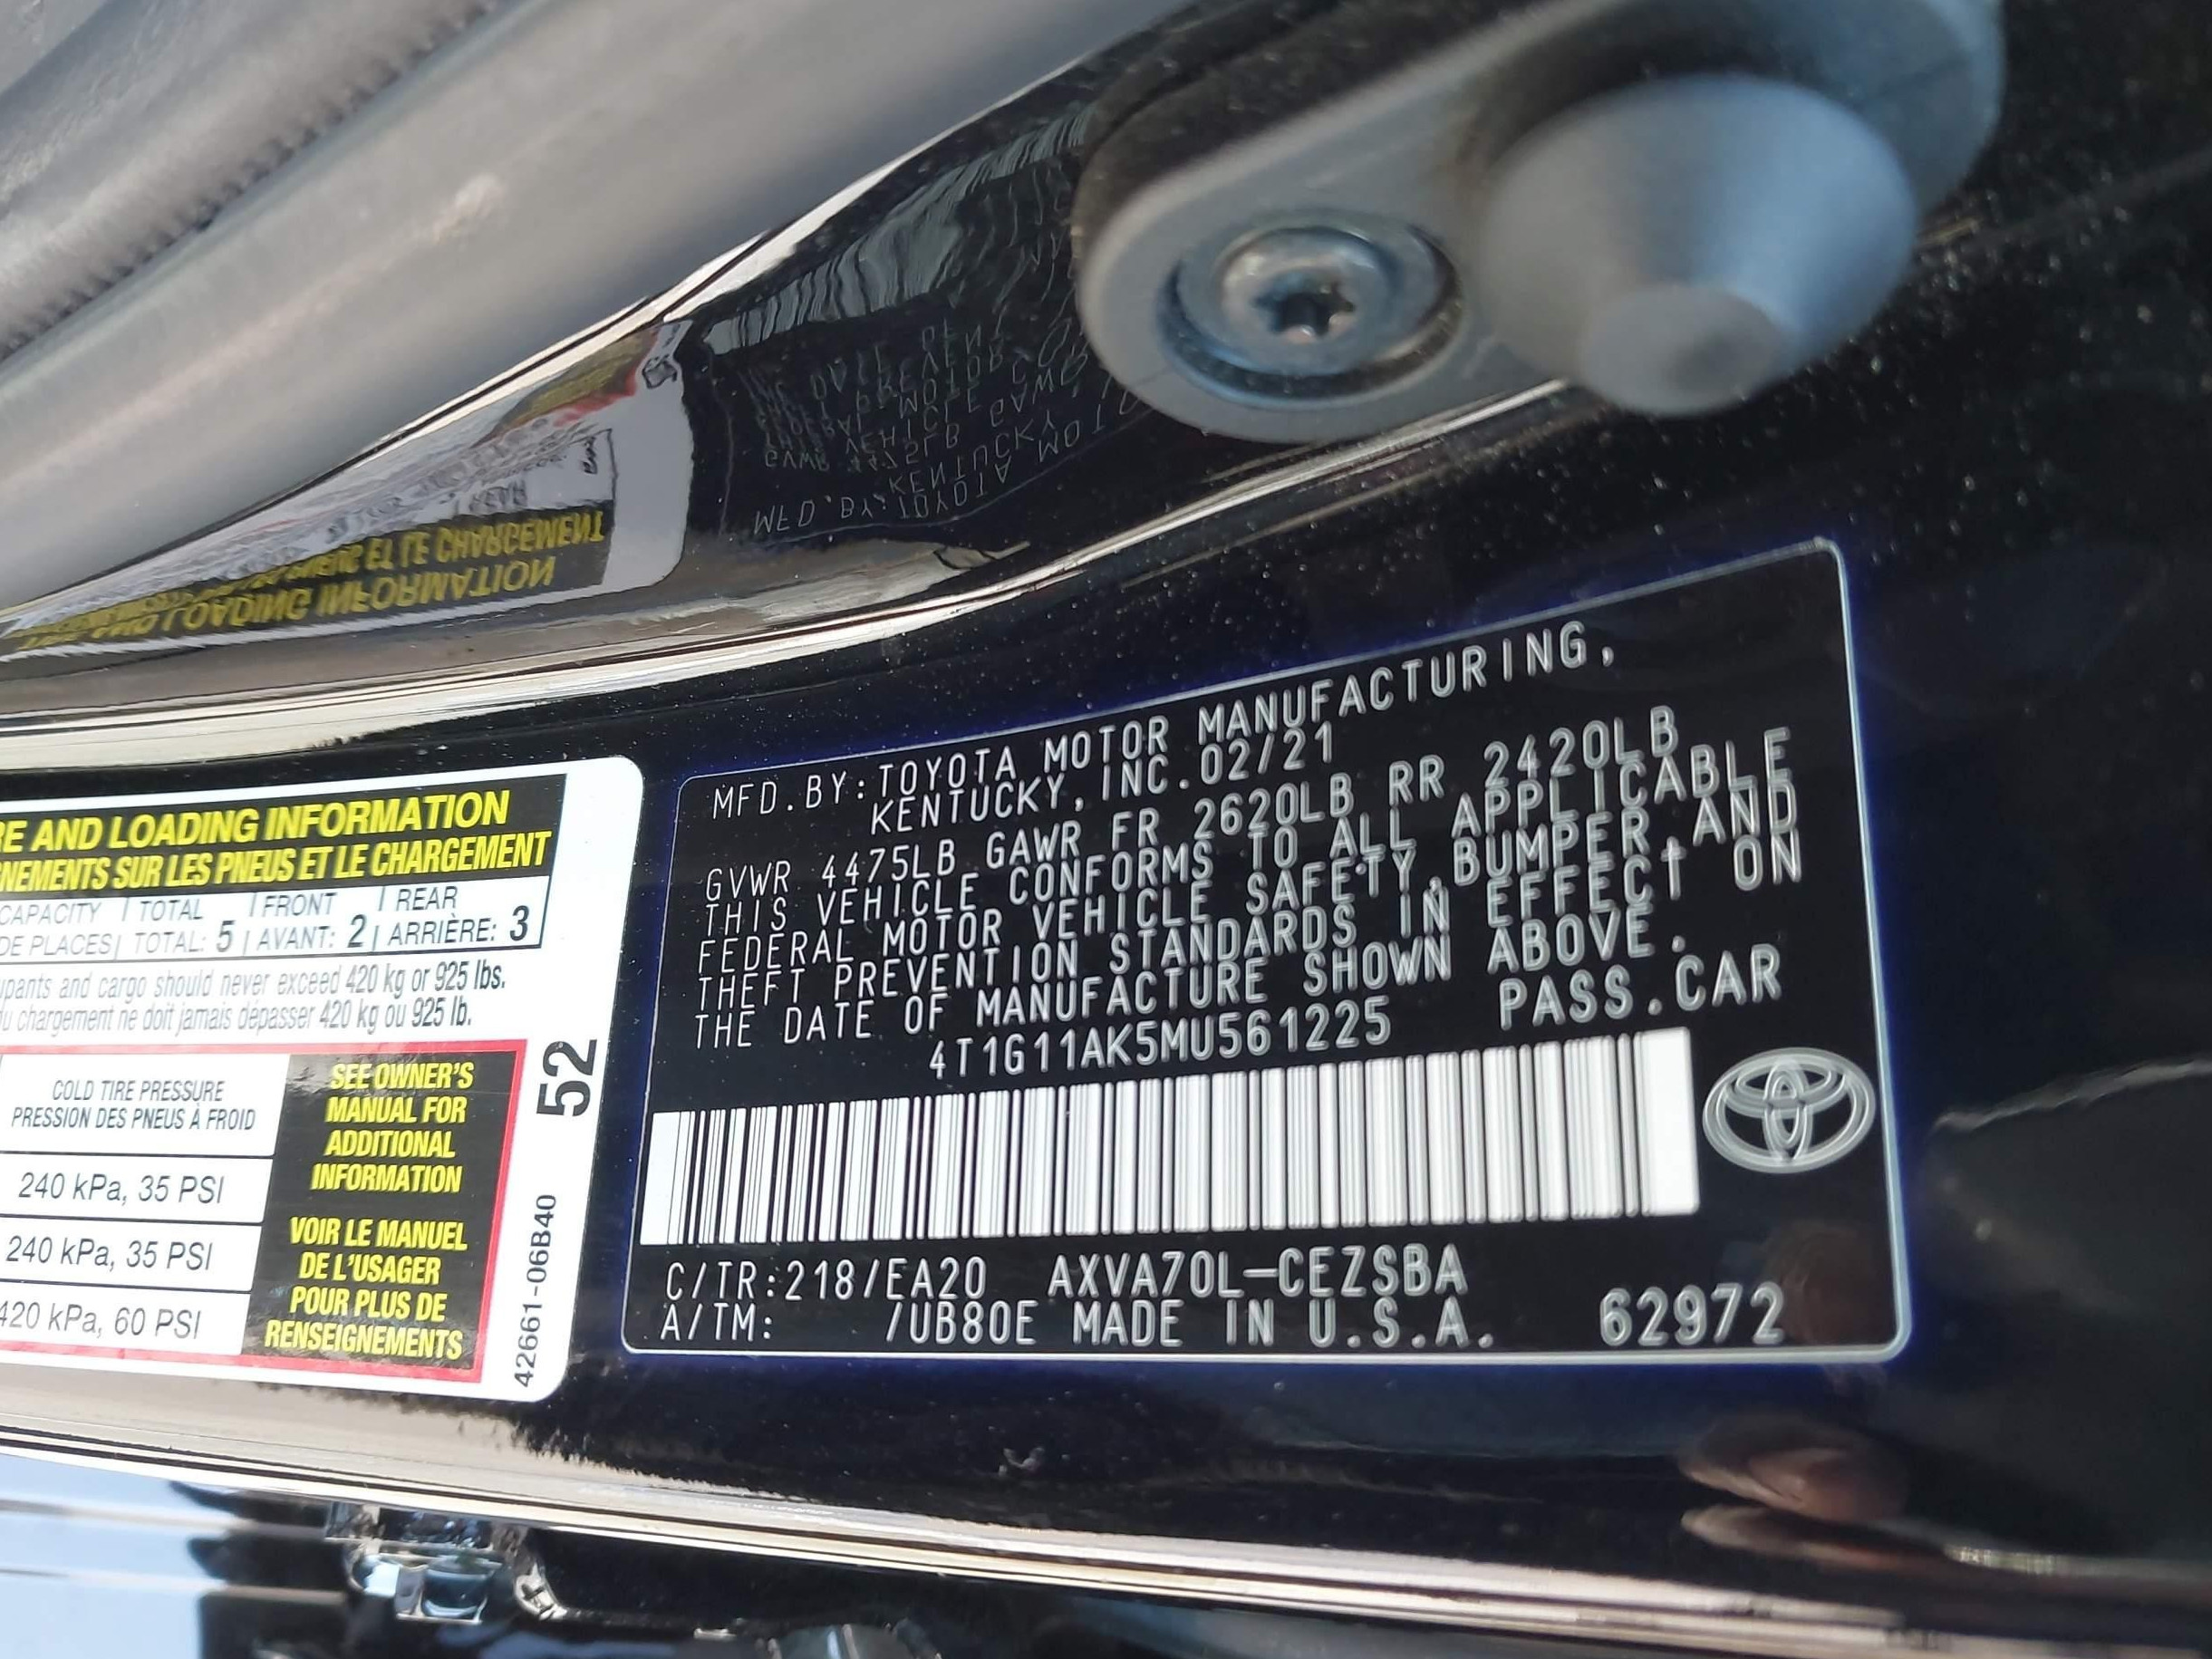 RE AND LOADING INFORMATION
NEMENTS SUR LES PNEUS ET LE CHARGEMENT
CAPACITY | TOTAL | FRONT | REAR
DE PLACES | TOTAL: 5 | AVANT: 2 | ARRIÈRE: 3
upants and cargo should never exceed 420 kg or 925 lbs.
u chargement ne doit jamais dépasser 420 kg ou 925 lb.
COLD TIRE PRESSURE
PRESSION DES PNEUS À FROID
240 kPa, 35 PSI
240 kPa, 35 PSI
420 kPa, 60 PSI
SEE OWNER'S
MANUAL FOR
ADDITIONAL
INFORMATION
VOIR LE MANUEL
DE L'USAGER
POUR PLUS DE
RENSEIGNEMENTS
52
42661-06B40
MFD.BY:TOYOTA MOTOR MANUFACTURING,
KENTUCKY,INC.02/21
GVWR 4475LB GAWR FR 2620LB RR 2420LB
THIS VEHICLE CONFORMS TO ALL APPLICABLE
FEDERAL MOTOR VEHICLE SAFETY,BUMPER,AND
THEFT PREVENTION STANDARDS IN EFFECT ON
THE DATE OF MANUFACTURE SHOWN ABOVE.
4T1G11AK5MU561225 PASS.CAR
C/TR:218/EA20 AXVA70L-CEZSBA
A/TM: /UB80E MADE IN U.S.A. 62972